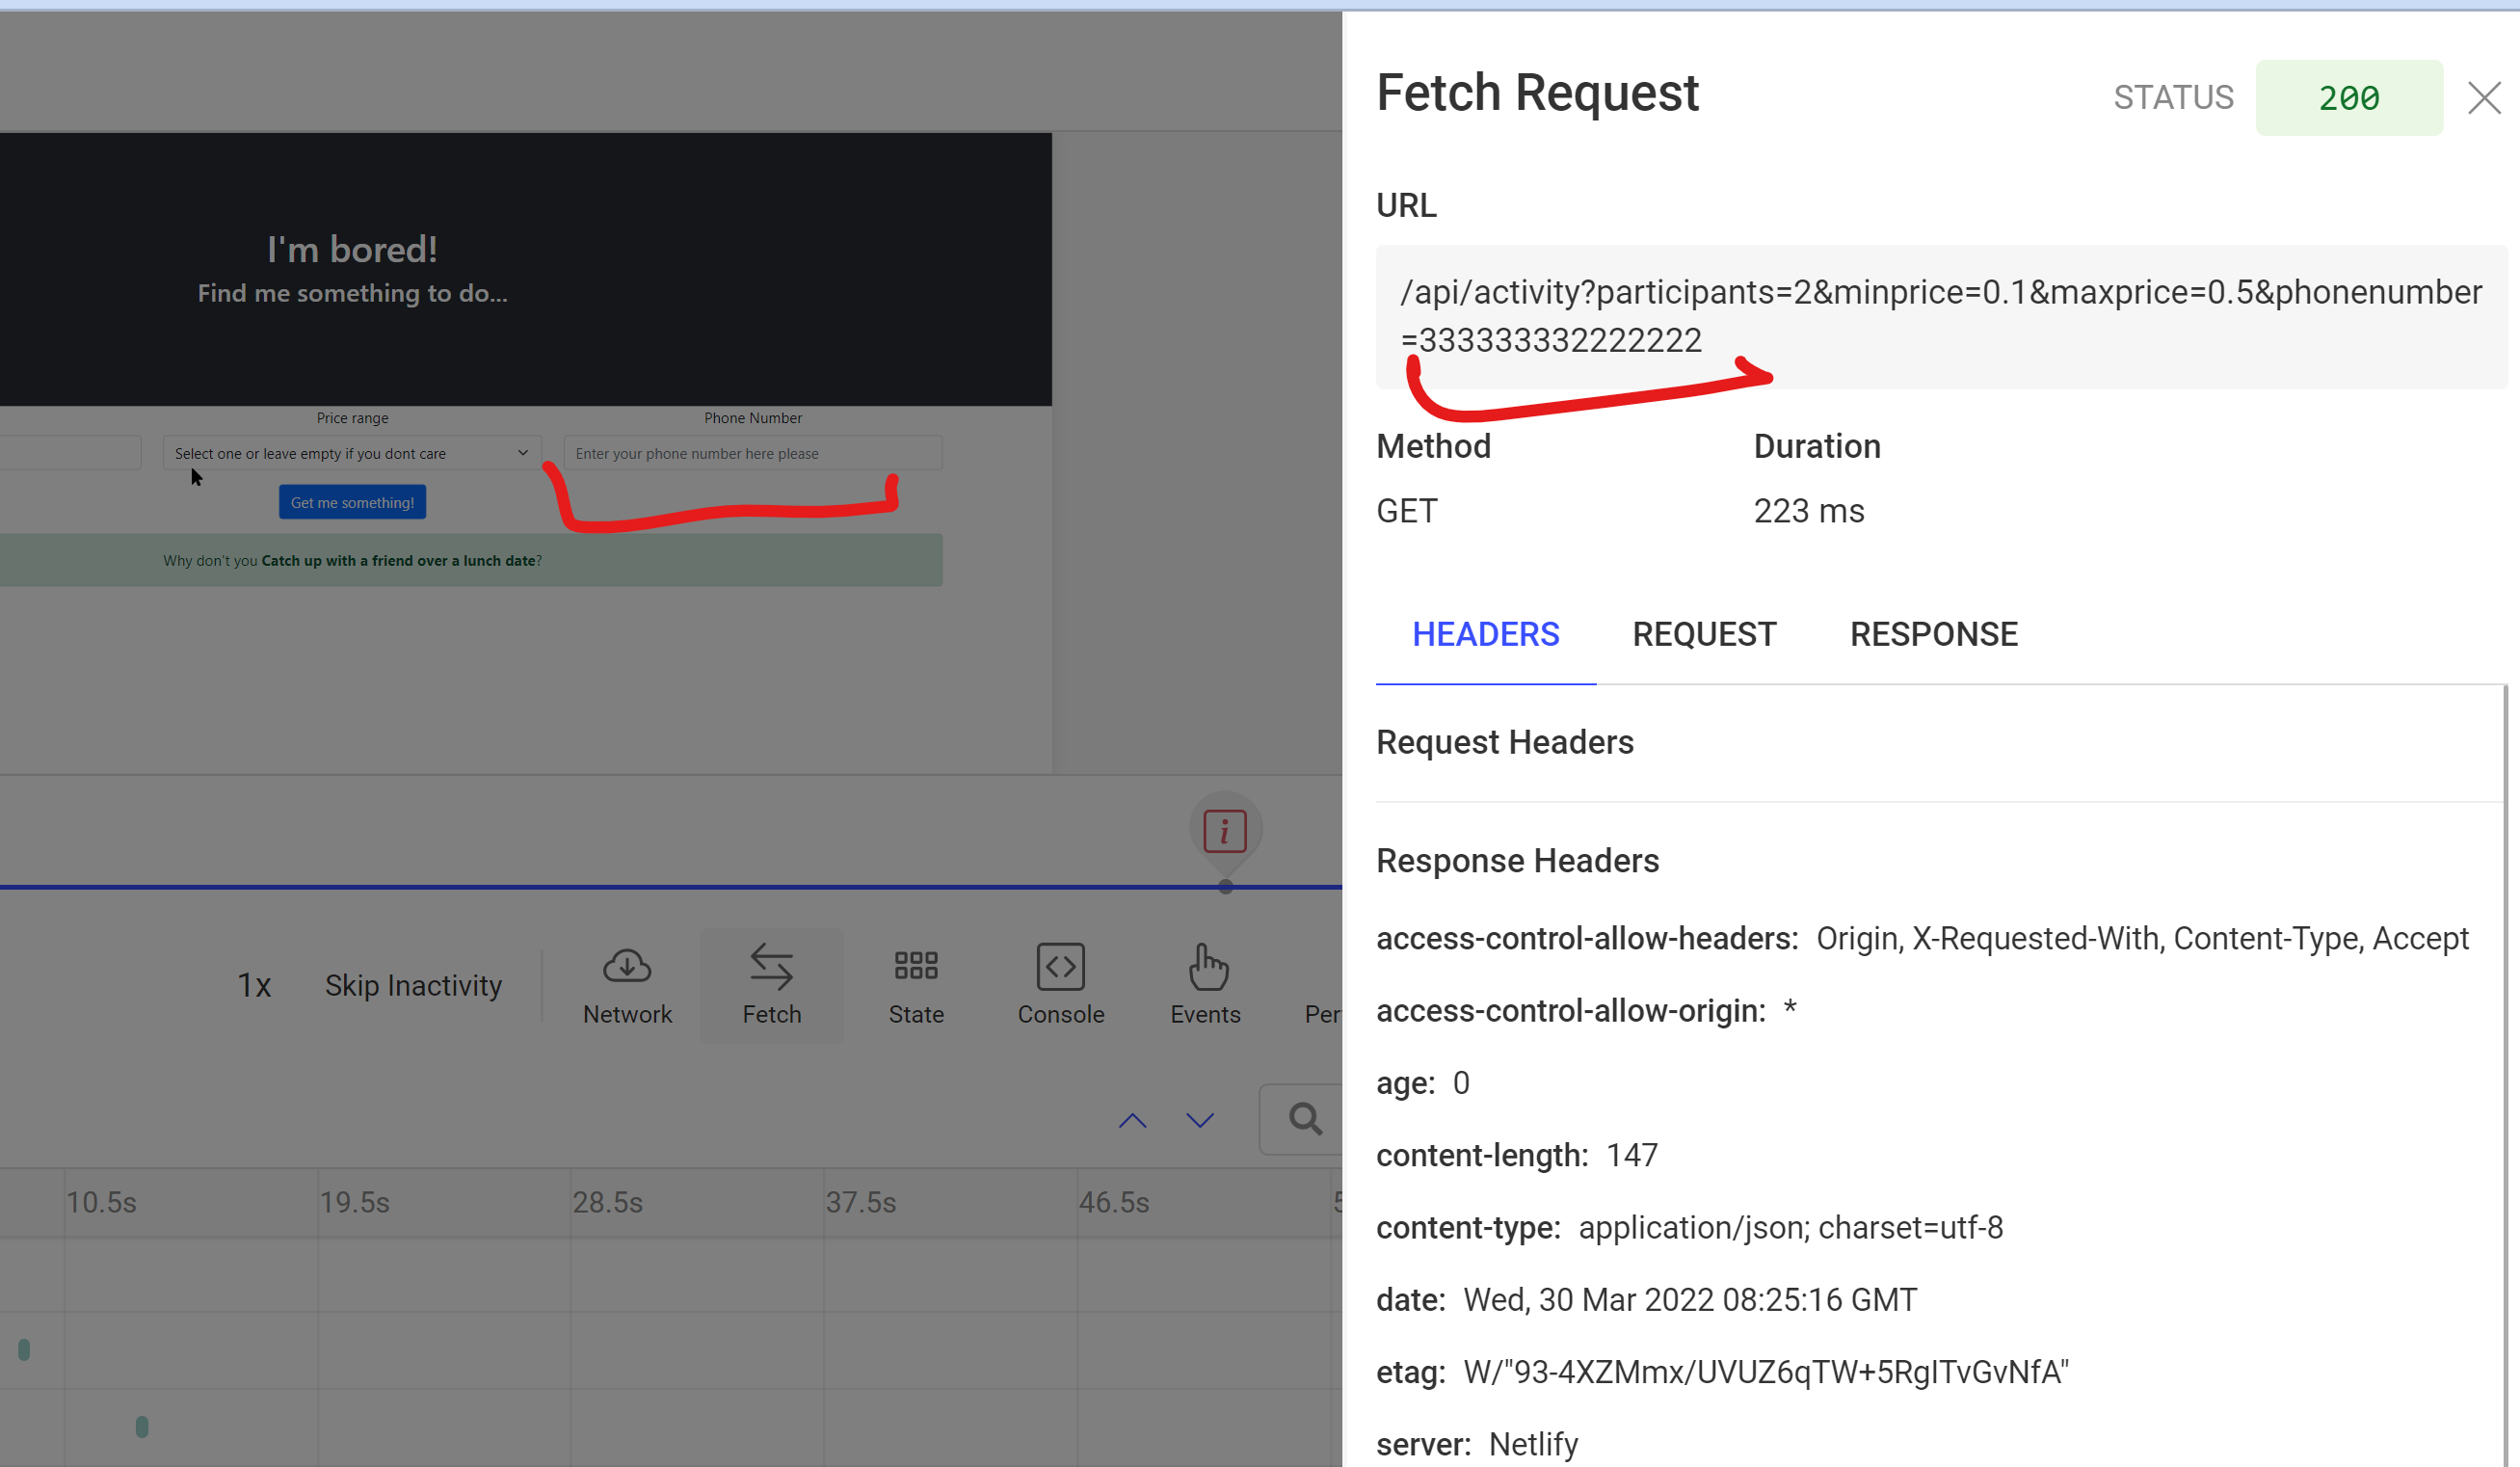 I'm bored!
Find me something to do...
Price range
Phone Number
Select one or leave empty if you dont care
Enter your phone number here please
Get me something!
Why don't you Catch up with a friend over a lunch date?
i
1x
Skip Inactivity
Network
Fetch
State
Console
Events
Per
10.5s
19.5s
28.5s
37.5s
46.5s
5
Fetch Request
STATUS
200
URL
/api/activity?participants=2&minprice=0.1&maxprice=0.5&phonenumber
=333333332222222
Method
Duration
GET
223 ms
HEADERS
REQUEST
RESPONSE
Request Headers
Response Headers
access-control-allow-headers: Origin, X-Requested-With, Content-Type, Accept
access-control-allow-origin: *
age: 0
content-length: 147
content-type: application/json; charset=utf-8
date: Wed, 30 Mar 2022 08:25:16 GMT
etag: W/"93-4XZMmx/UVUZ6qTW+5RgITvGvNfA"
server: Netlify